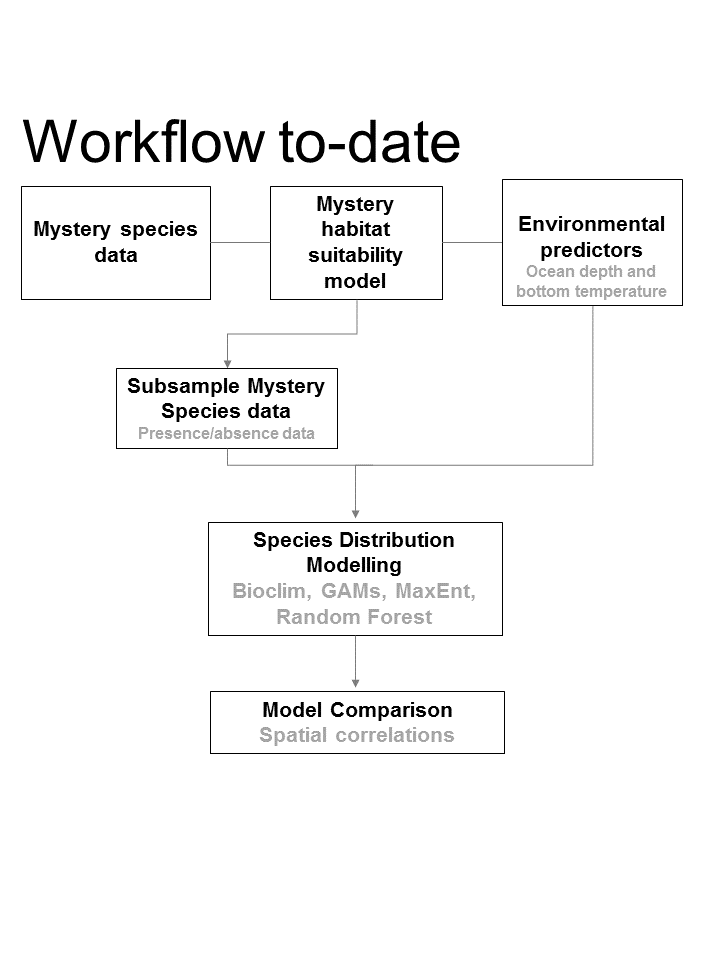 Workflow to-date
Mystery species
data
Mystery
habitat
suitability
model
Environmental
predictors
Ocean depth and
bottom temperature
Subsample Mystery
Species data
Presence/absence data
Species Distribution
Modelling
Bioclim, GAMs, MaxEnt,
Random Forest
Model Comparison
Spatial correlations